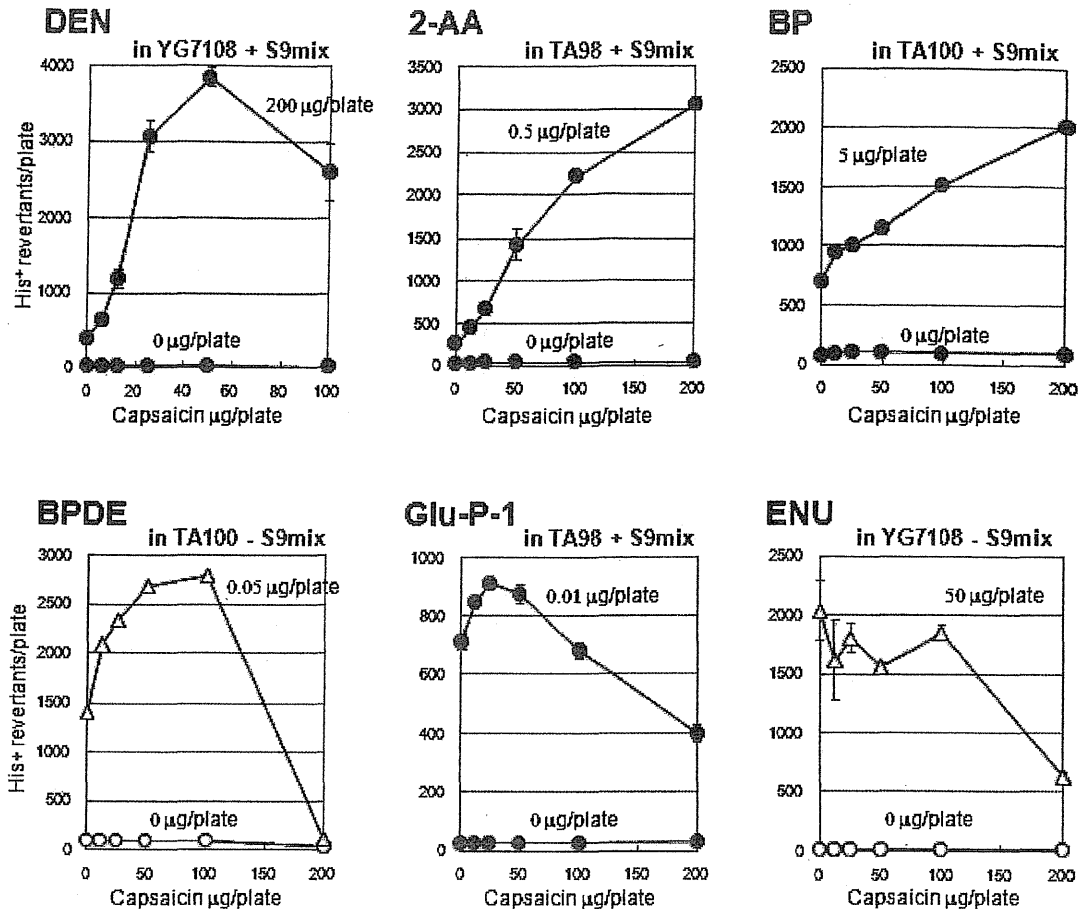 DEN
in YG7108 + S9mix
4000
3000
2000
1000
0
His⁺ revertants/plate
200 µg/plate
0 µg/plate
0 20 40 60 80 100
Capsaicin µg/plate
2-AA
in TA98 + S9mix
3500
3000
2500
2000
1500
1000
500
0
0.5 µg/plate
0 µg/plate
0 50 100 150 200
Capsaicin µg/plate
BP
in TA100 + S9mix
2500
2000
1500
1000
500
0
5 µg/plate
0 µg/plate
0 50 100 150 200
Capsaicin µg/plate
BPDE
in TA100 - S9mix
3000
2500
2000
1500
1000
500
0
His+ revertants/plate
0.05 µg/plate
0 µg/plate
0 50 100 150 200
Capsaicin µg/plate
Glu-P-1
in TA98 + S9mix
1000
800
600
400
200
0
0.01 µg/plate
0 µg/plate
0 50 100 150 200
Capsaicin µg/plate
ENU
in YG7108 - S9mix
2500
2000
1500
1000
500
0
50 µg/plate
0 µg/plate
0 50 100 150 200
Capsaicin µg/plate